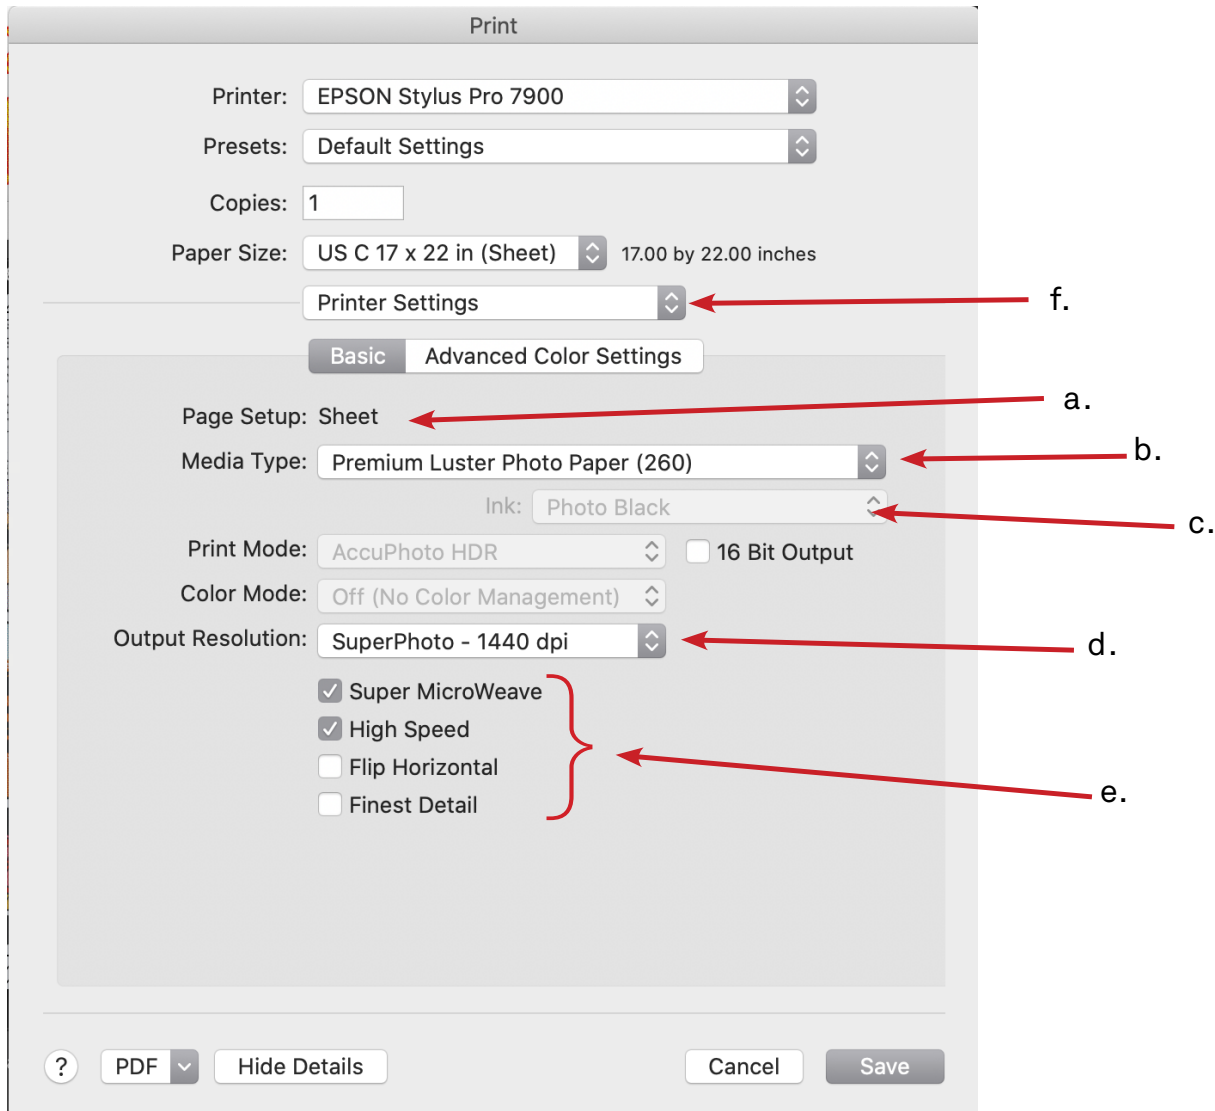 Print
Printer: EPSON Stylus Pro 7900
Presets: Default Settings
Copies: 1
Paper Size: US C 17 x 22 in (Sheet) 17.00 by 22.00 inches
Printer Settings f.
Basic Advanced Color Settings
Page Setup: Sheet a.
Media Type: Premium Luster Photo Paper (260) b.
Ink: Photo Black c.
Print Mode: AccuPhoto HDR 16 Bit Output
Color Mode: Off (No Color Management)
Output Resolution: SuperPhoto - 1440 dpi d.
Super MicroWeave
High Speed
Flip Horizontal
Finest Detail e.
? PDF Hide Details Cancel Save